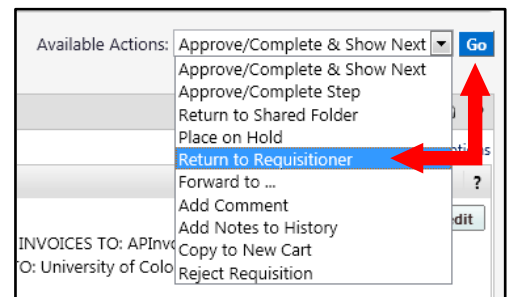 Available Actions: Approve/Complete & Show Next Go
Approve/Complete & Show Next
Approve/Complete Step
Return to Shared Folder
Place on Hold
Return to Requisitioner
Forward to ...
?
Add Comment
Add Notes to History
Copy to New Cart
Reject Requisition
INVOICES TO: APInvo
TO: University of Colo